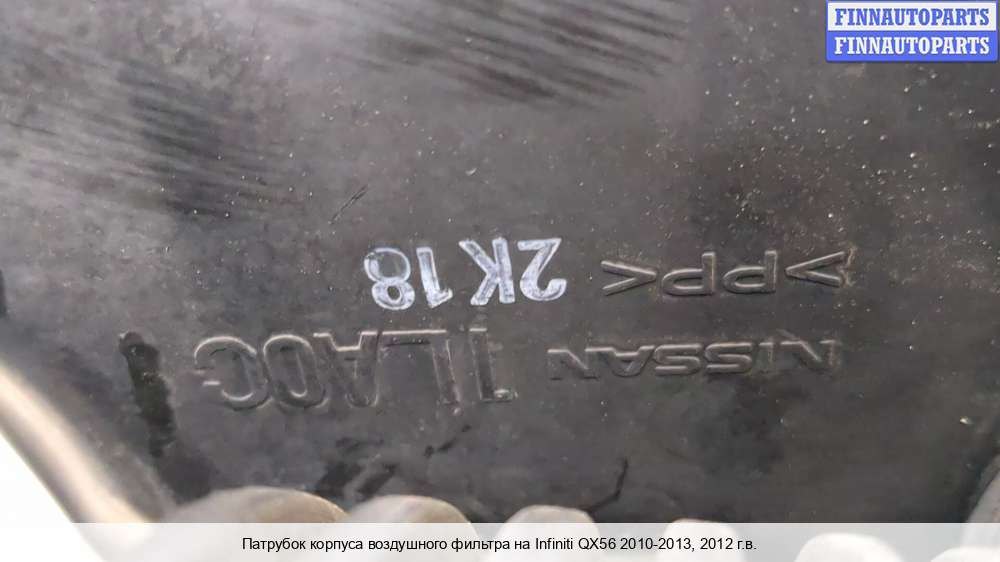 FINNAUTOPARTS
FINNAUTOPARTS
NISSAN 1LA0C
>PP< 2K18
Патрубок корпуса воздушного фильтра на Infiniti QX56 2010-2013, 2012 г.в.